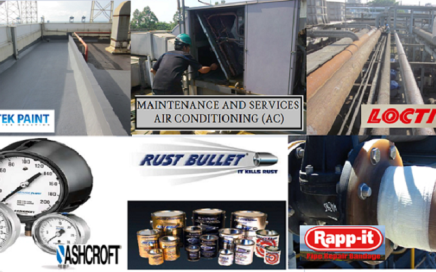 TEK PAINT
MAINTENANCE AND SERVICES
AIR CONDITIONING (AC)
LOCTI
ASHCROFT
RUST BULLET
IT KILLS RUST
Rapp-it